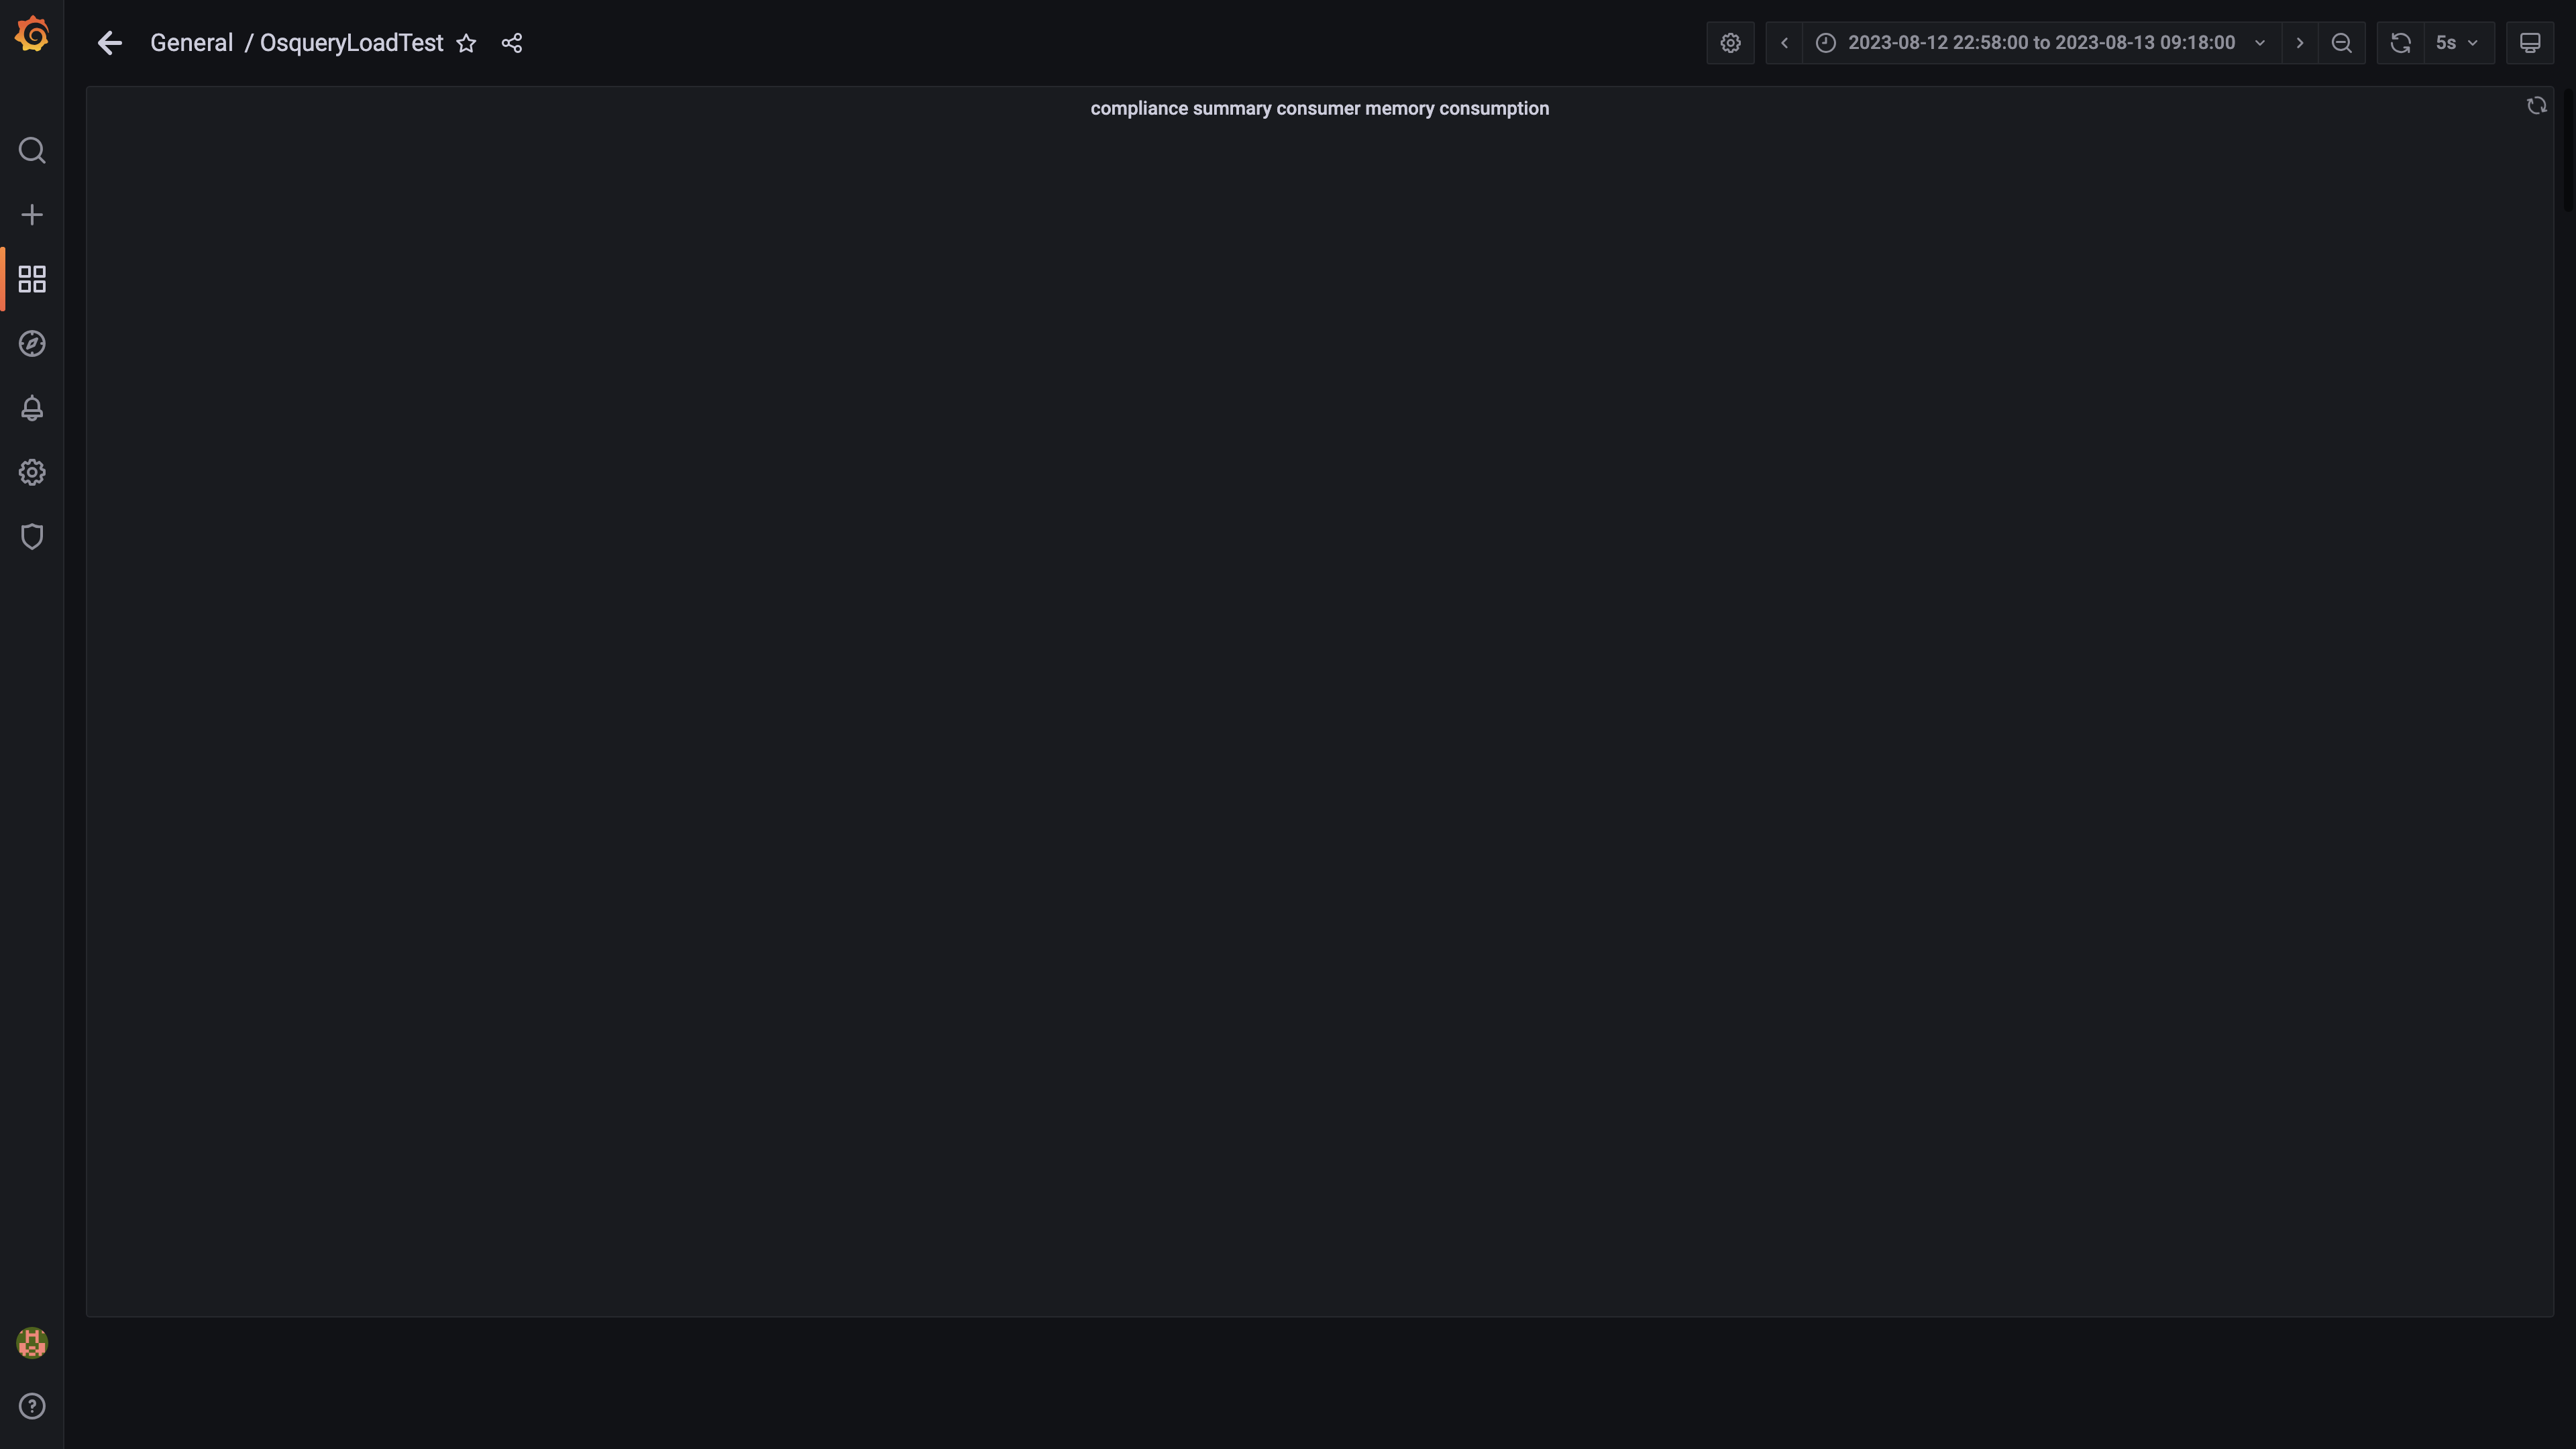 General / OsqueryLoadTest
2023-08-12 22:58:00 to 2023-08-13 09:18:00
5s
compliance summary consumer memory consumption